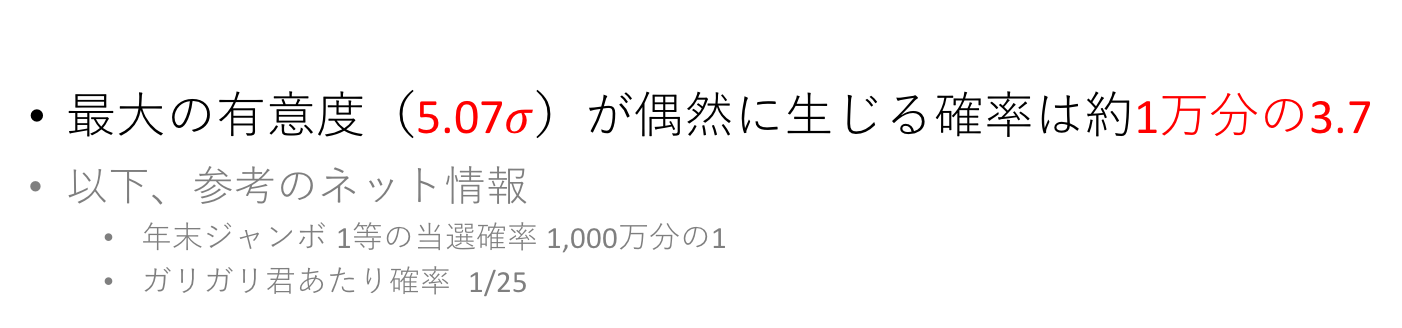 • 最大の有意度（5.07σ）が偶然に生じる確率は約1万分の3.7
• 以下、参考のネット情報
• 年末ジャンボ 1等の当選確率 1,000万分の1
• ガリガリ君あたり確率 1/25